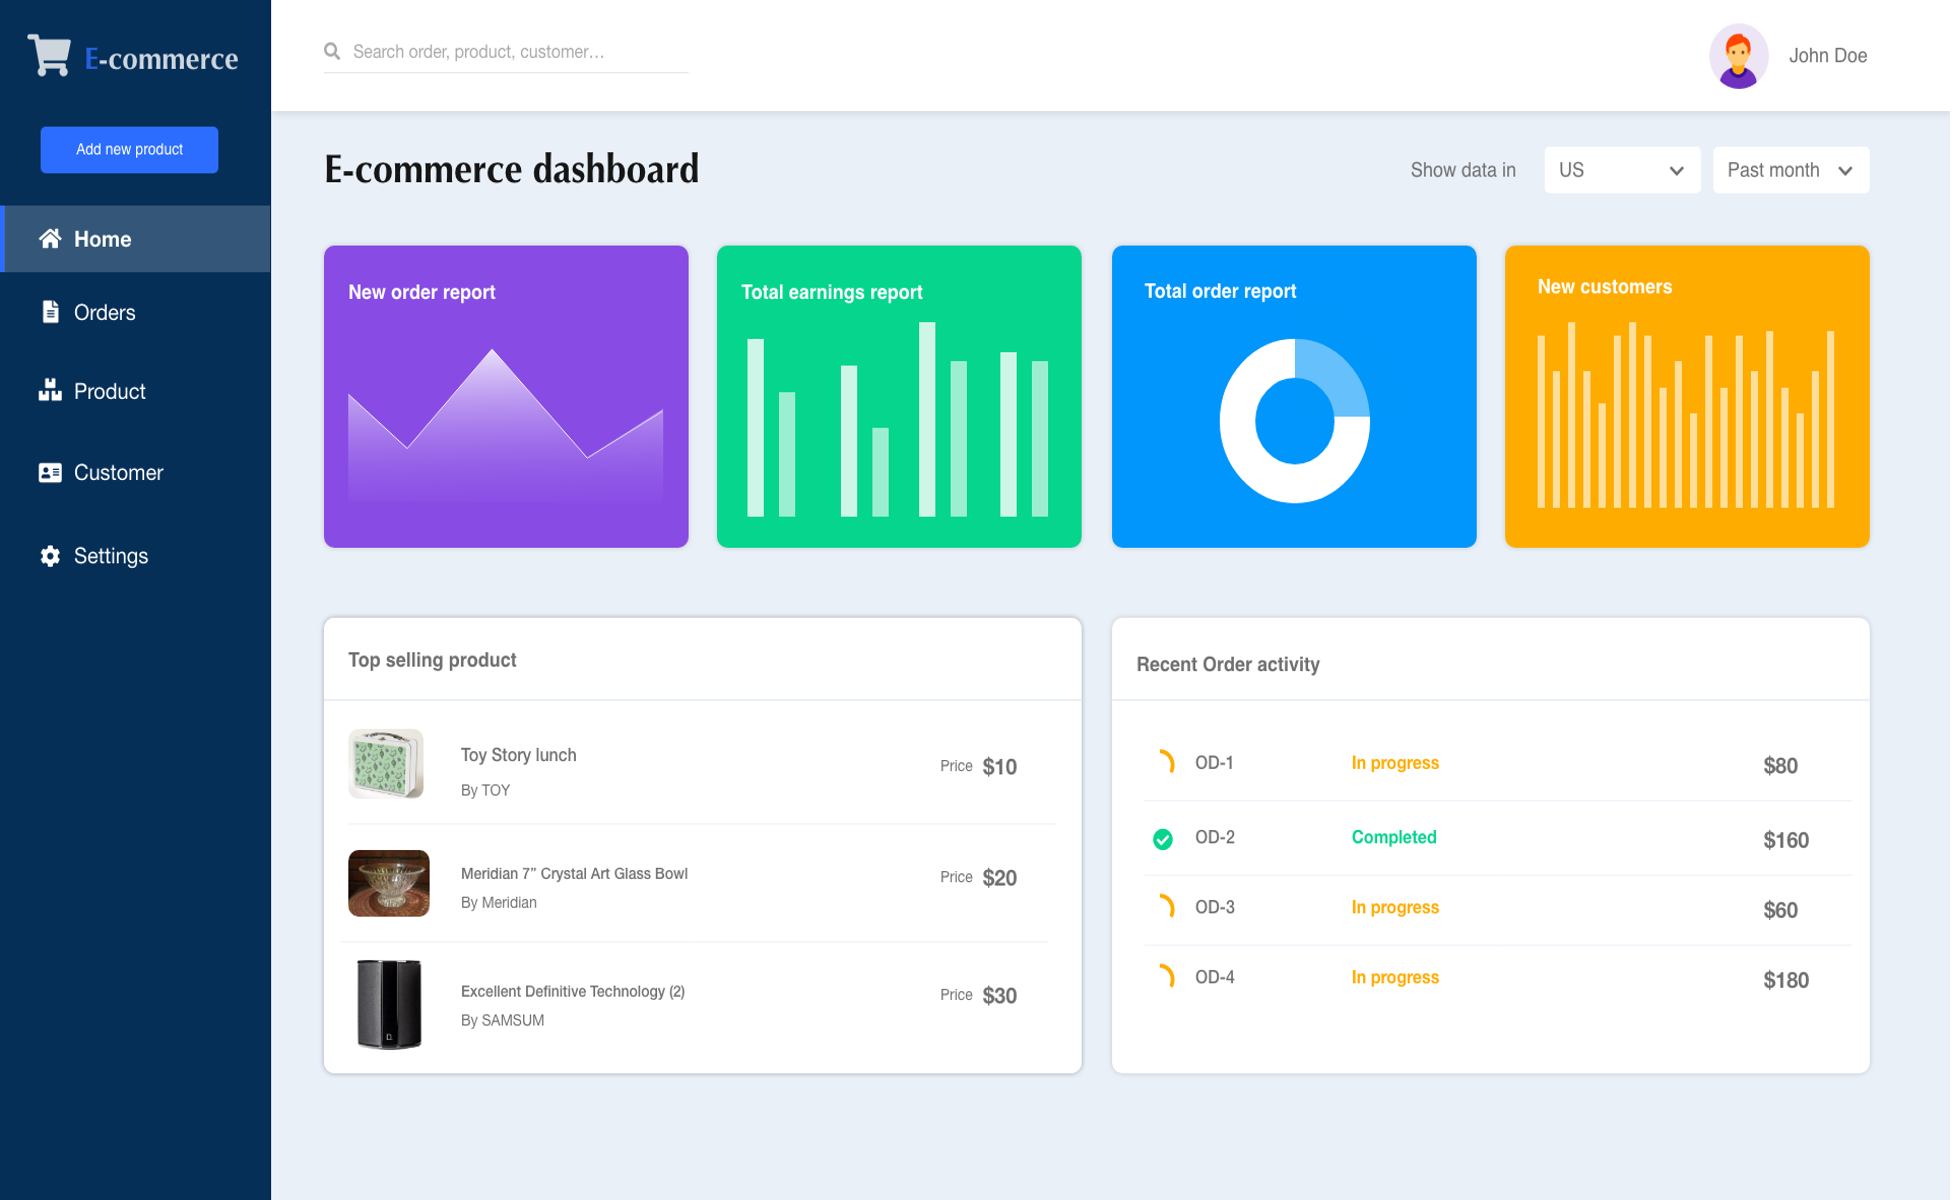 E-commerce
Add new product
Home
Orders
Product
Customer
Settings
Search order, product, customer...
John Doe
E-commerce dashboard
Show data in
US
Past month
New order report
Total earnings report
Total order report
New customers
Top selling product
Toy Story lunch
By TOY
Price $10
Meridian 7” Crystal Art Glass Bowl
By Meridian
Price $20
Excellent Definitive Technology (2)
By SAMSUM
Price $30
Recent Order activity
OD-1 In progress $80
OD-2 Completed $160
OD-3 In progress $60
OD-4 In progress $180